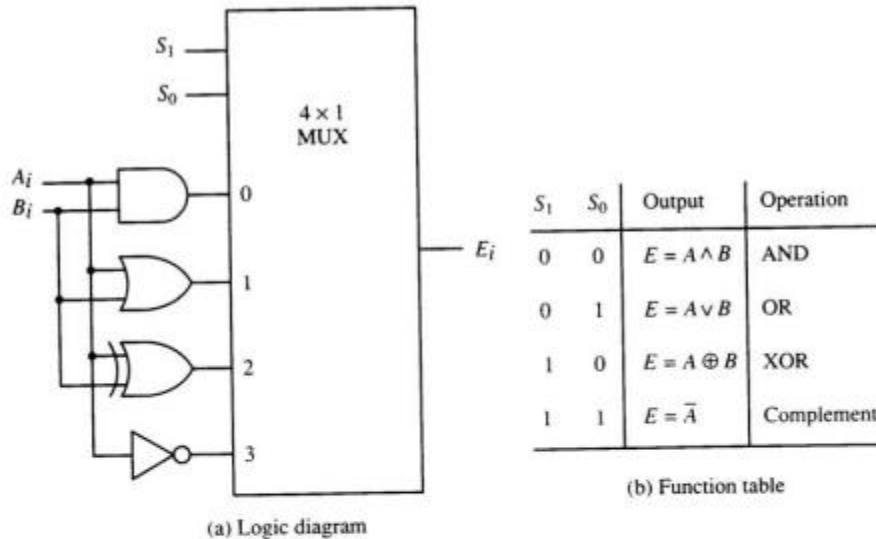 S1
S0
4 × 1
MUX
Ai
Bi
0
1
2
3
Ei
(a) Logic diagram
S1 S0 Output Operation
0 0 E = A ∧ B AND
0 1 E = A ∨ B OR
1 0 E = A ⊕ B XOR
1 1 E = A̅ Complement
(b) Function table